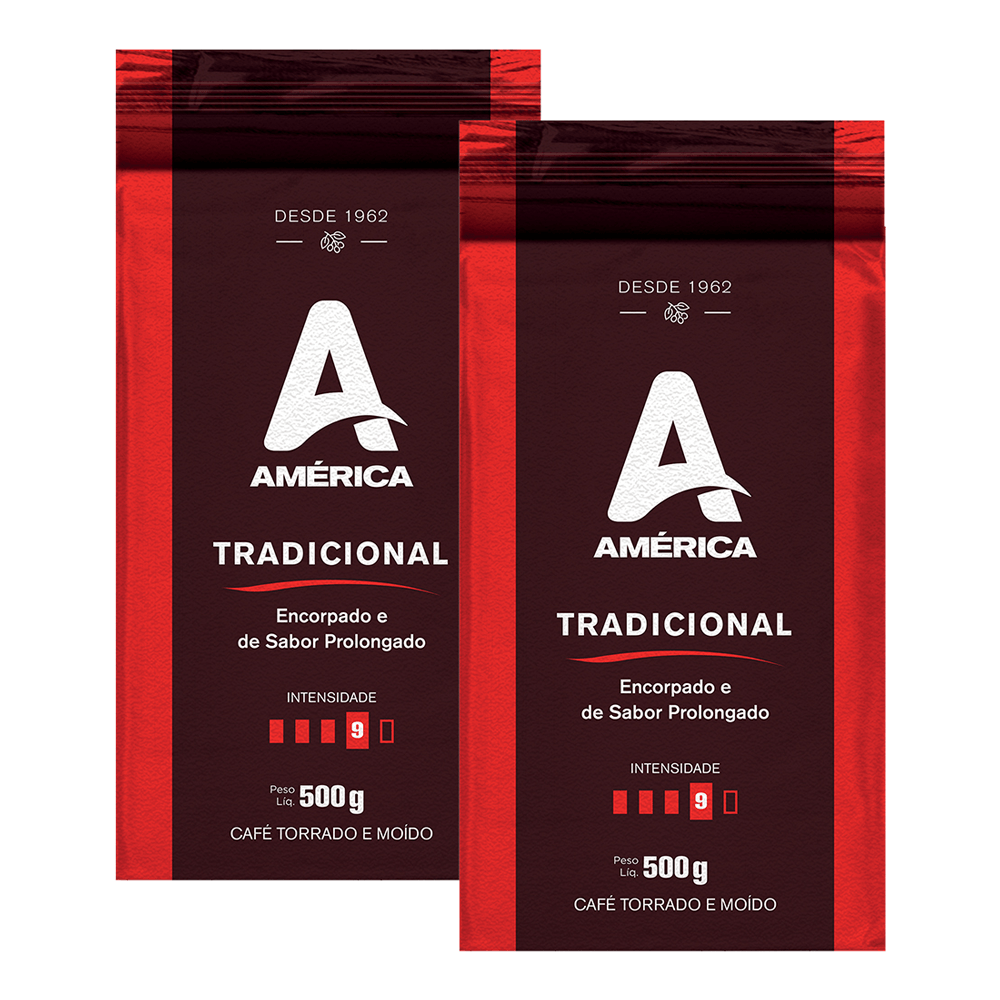 DESDE 1962
A
AMÉRICA
TRADICIONAL
Encorpado e
de Sabor Prolongado
INTENSIDADE
9
Peso
Líq. 500g
CAFÉ TORRADO E MOÍDO
DESDE 1962
A
AMÉRICA
TRADICIONAL
Encorpado e
de Sabor Prolongado
INTENSIDADE
9
Peso
Líq. 500g
CAFÉ TORRADO E MOÍDO